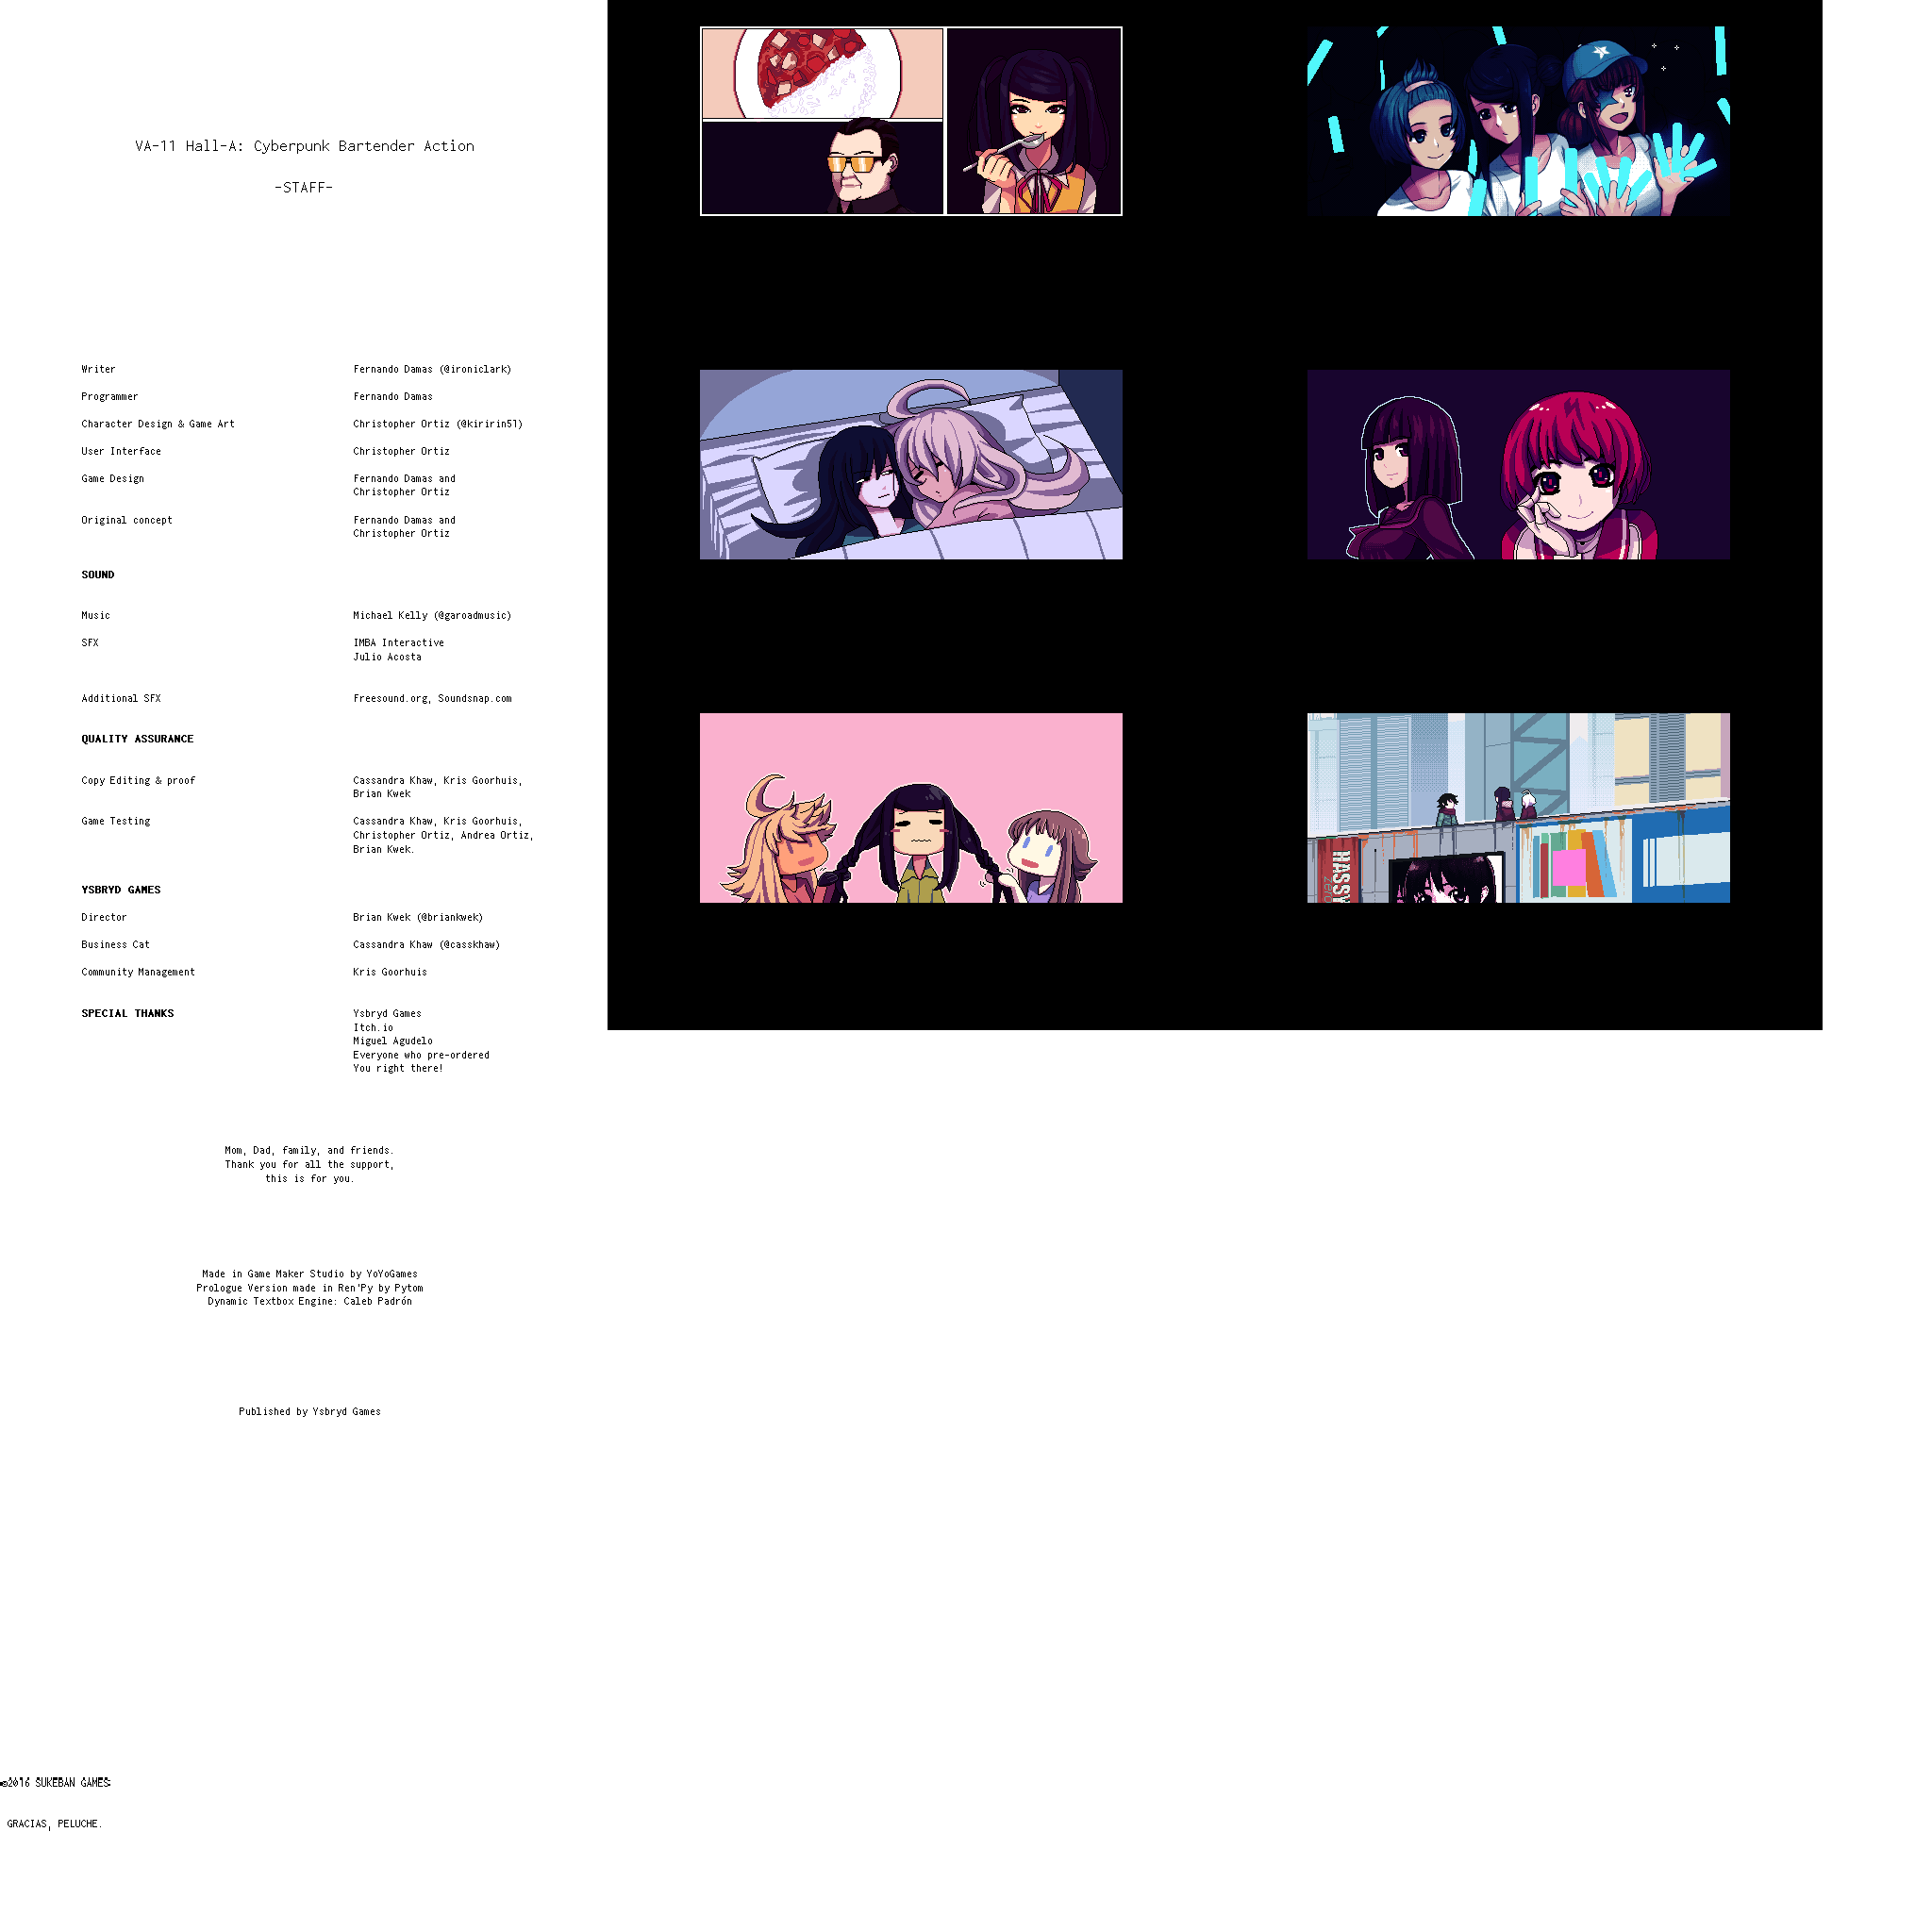 VA-11 Hall-A: Cyberpunk Bartender Action
-STAFF-
Writer Fernando Damas (@ironiclark)
Programmer Fernando Damas
Character Design & Game Art Christopher Ortiz (@kiririn51)
User Interface Christopher Ortiz
Game Design Fernando Damas and
Christopher Ortiz
Original concept Fernando Damas and
Christopher Ortiz
SOUND
Music Michael Kelly (@garoadmusic)
SFX IMBA Interactive
Julio Acosta
Additional SFX Freesound.org, Soundsnap.com
QUALITY ASSURANCE
Copy Editing & proof Cassandra Khaw, Kris Goorhuis,
Brian Kwek
Game Testing Cassandra Khaw, Kris Goorhuis,
Christopher Ortiz, Andrea Ortiz,
Brian Kwek.
YSBRYD GAMES
Director Brian Kwek (@briankwek)
Business Cat Cassandra Khaw (@casskhaw)
Community Management Kris Goorhuis
SPECIAL THANKS Ysbryd Games
Itch.io
Miguel Agudelo
Everyone who pre-ordered
You right there!
Mom, Dad, family, and friends.
Thank you for all the support,
this is for you.
Made in Game Maker Studio by YoYoGames
Prologue Version made in Ren'Py by Pytom
Dynamic Textbox Engine: Caleb Padrón
Published by Ysbryd Games
©2016 SUKEBAN GAMES
GRACIAS, PELUCHE.
HASSY